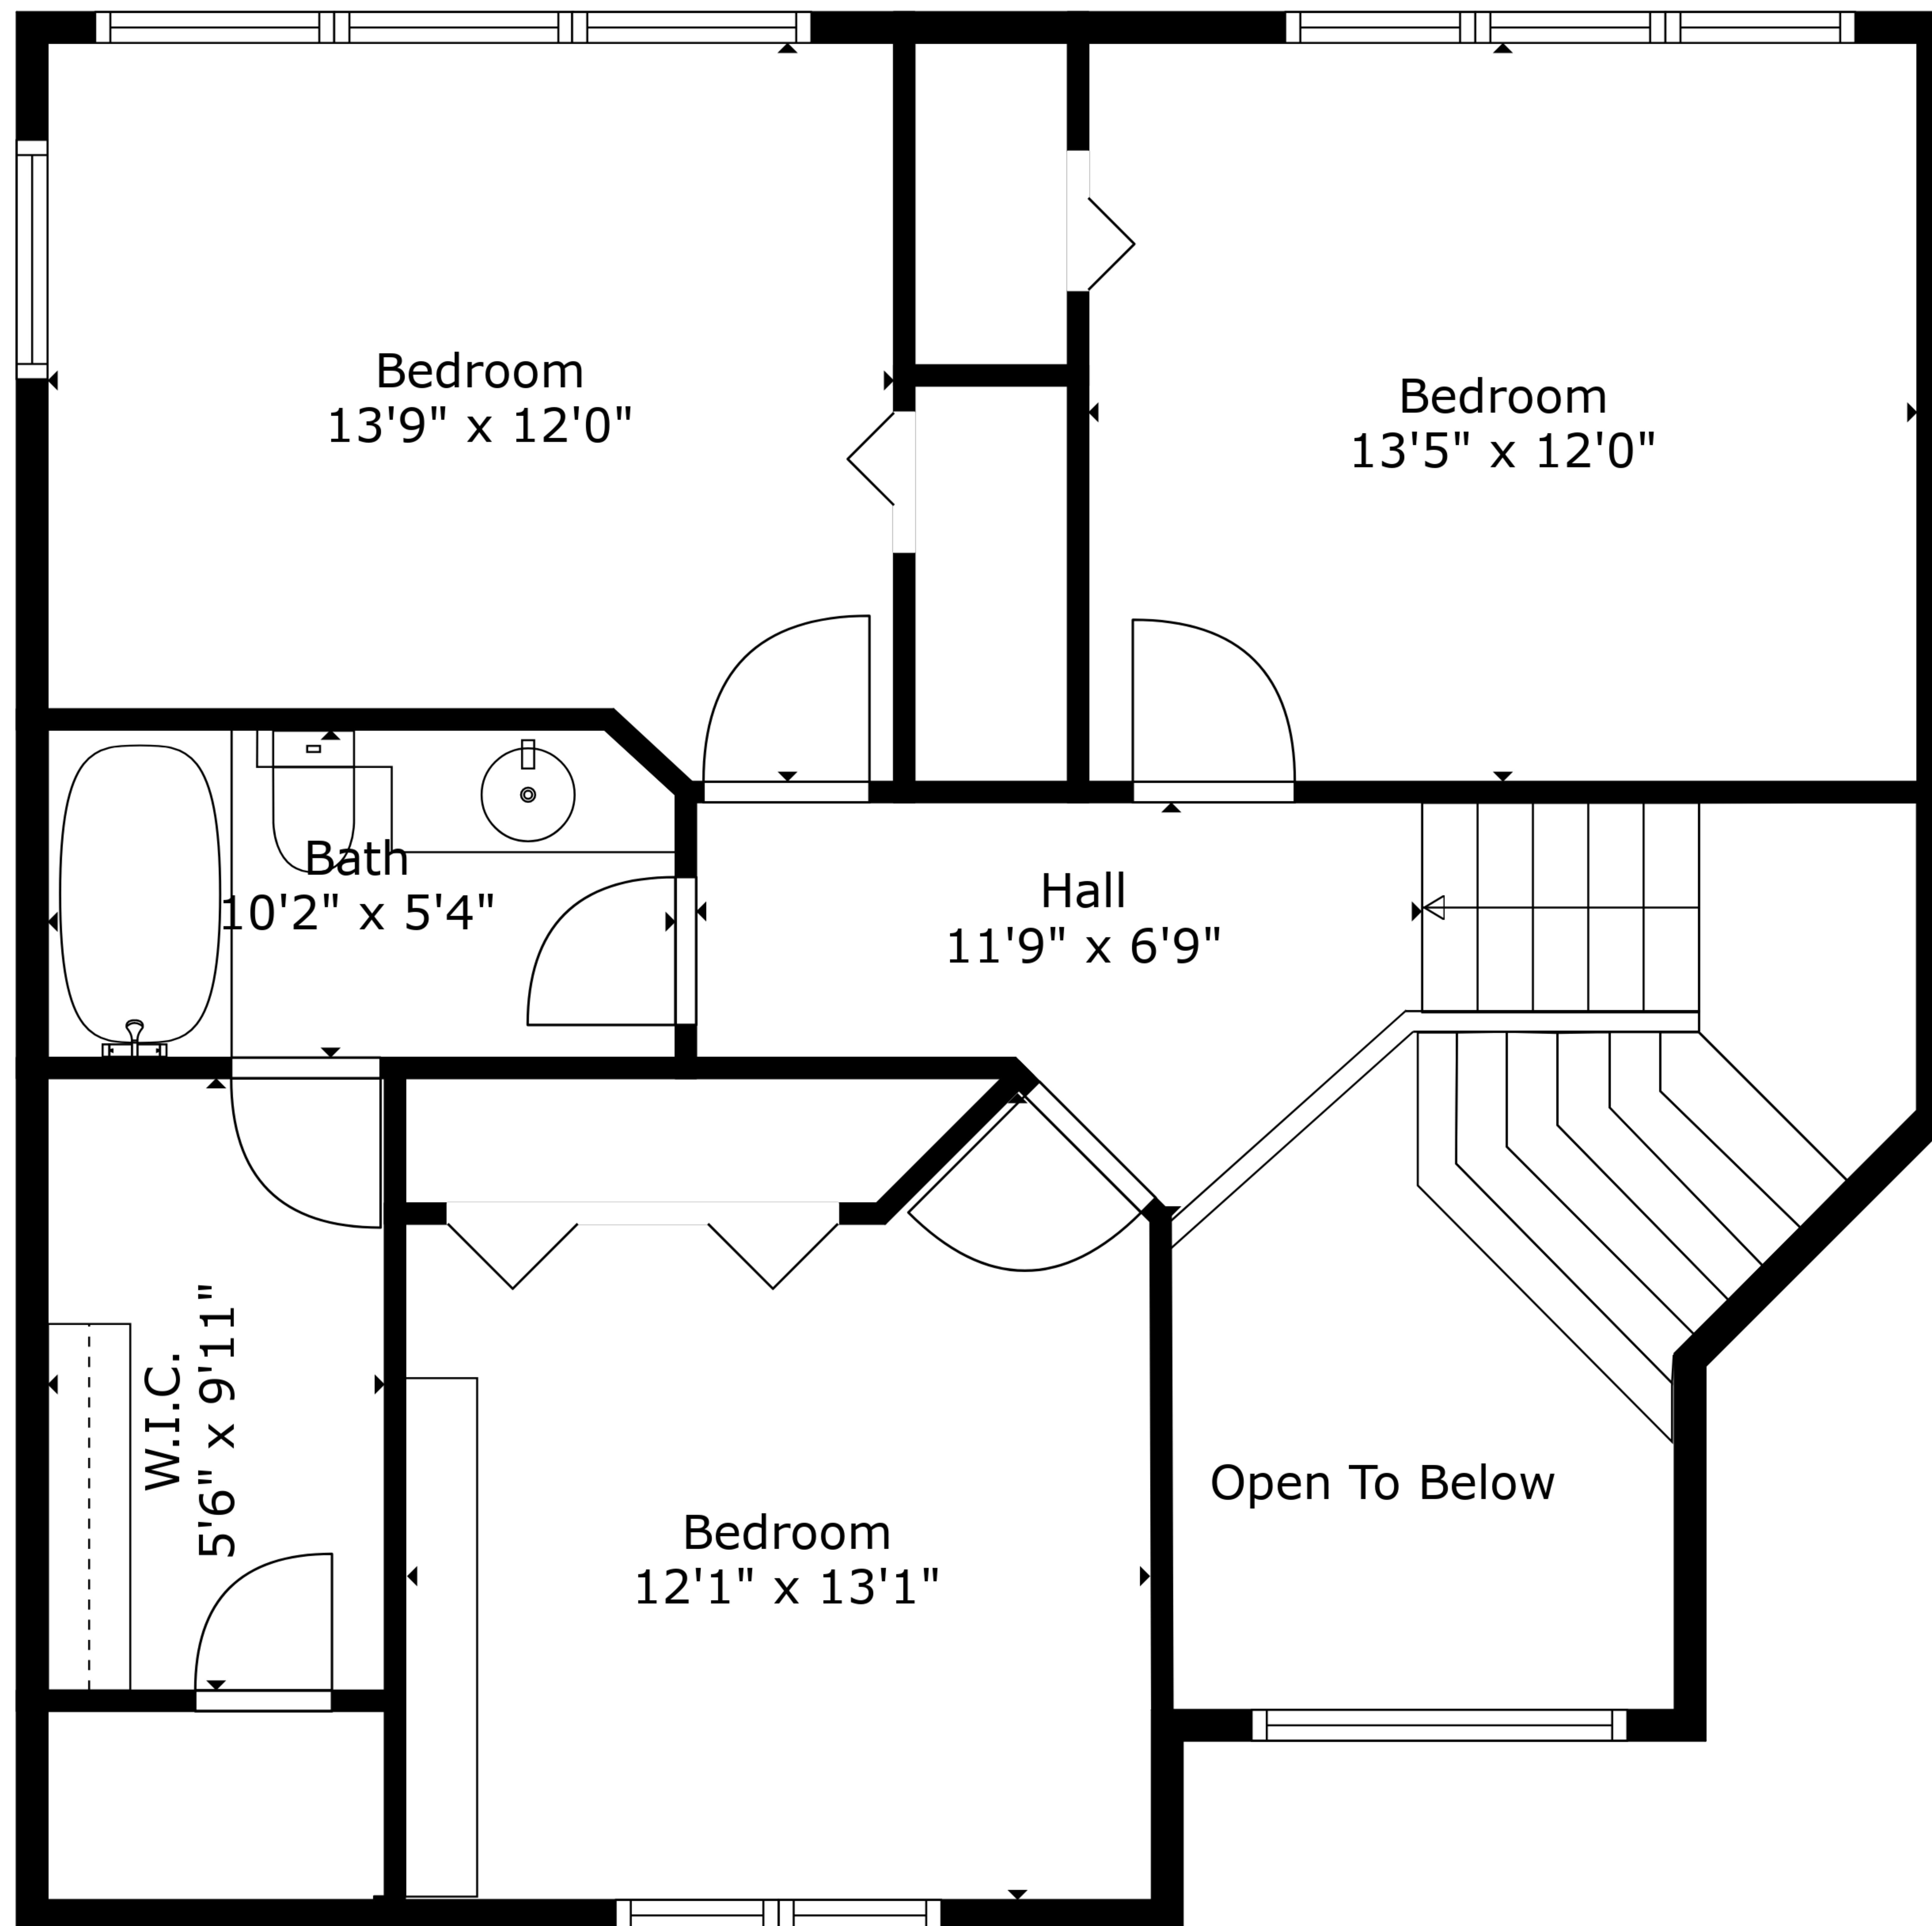 Bedroom
13'9" x 12'0"
Bedroom
13'5" x 12'0"
Bath
10'2" x 5'4"
Hall
11'9" x 6'9"
W.I.C.
5'6" x 9'11"
Bedroom
12'1" x 13'1"
Open To Below